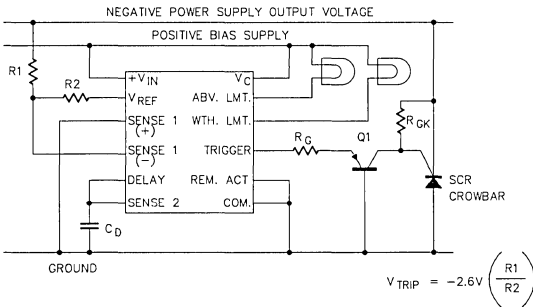 NEGATIVE POWER SUPPLY OUTPUT VOLTAGE
POSITIVE BIAS SUPPLY
R1
R2
+VIN
VC
VREF
ABV. LMT.
SENSE 1
(+)
WTH. LMT.
SENSE 1
(-)
TRIGGER
DELAY
REM. ACT
SENSE 2
COM.
RG
Q1
RGK
SCR
CROWBAR
CD
GROUND
VTRIP = -2.6V (R1/R2)